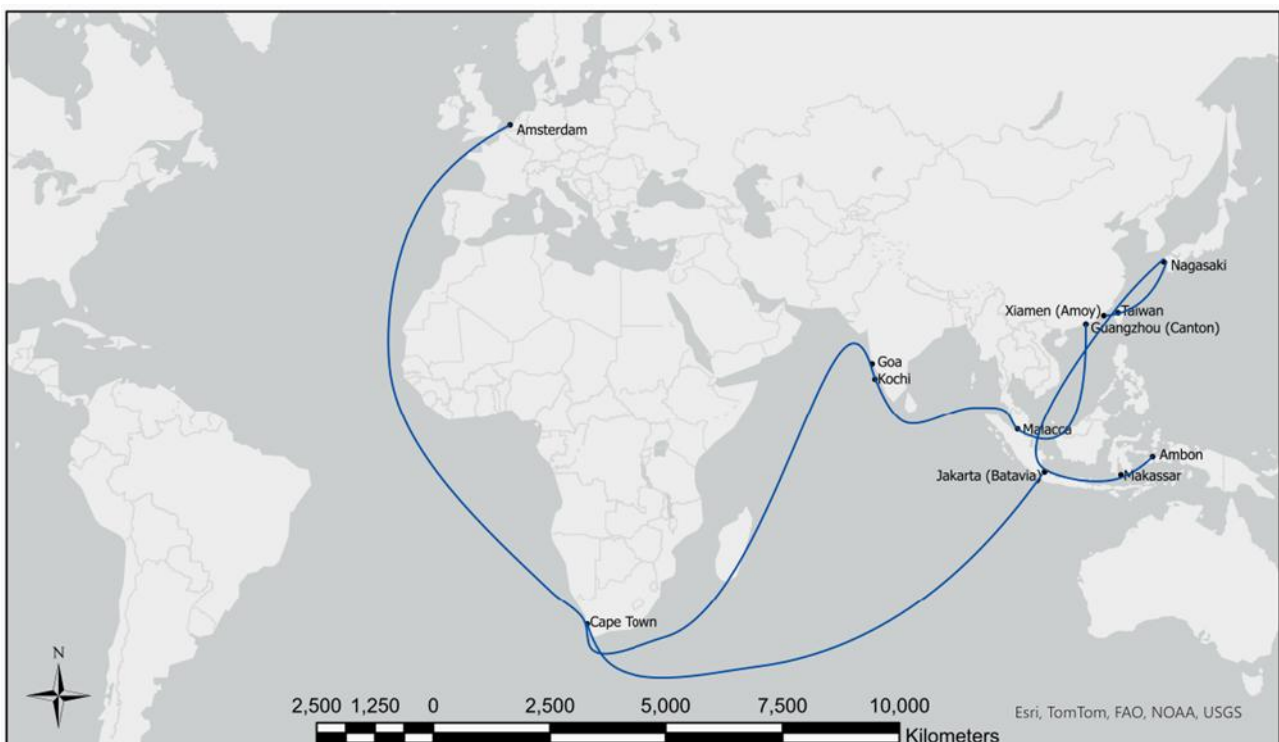 Amsterdam
Nagasaki
Xiamen (Amoy)
Taiwan
Guangzhou (Canton)
Goa
Kochi
Malacca
Ambon
Jakarta (Batavia)
Makassar
Cape Town
N
2,500 1,250 0 2,500 5,000 7,500 10,000
Kilometers
Esri, TomTom, FAO, NOAA, USGS